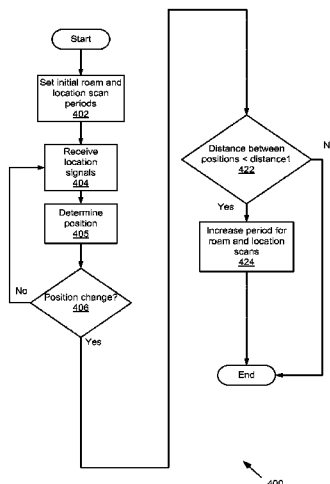 Start
Set initial roam and
location scan
periods
402
Receive
location
signals
404
Determine
position
405
Position change?
406
No
Yes
Distance between
positions < distance1
422
N
Yes
Increase period for
roam and location
scans
424
End
400